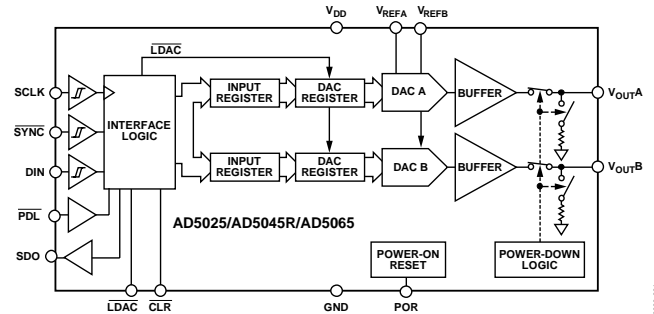 VDD
VREFA
VREFB
LDAC
SCLK
SYNC
DIN
PDL
SDO
INTERFACE
LOGIC
INPUT
REGISTER
DAC
REGISTER
DAC A
BUFFER
VOUTA
INPUT
REGISTER
DAC
REGISTER
DAC B
BUFFER
VOUTB
AD5025/AD5045R/AD5065
POWER-ON
RESET
POWER-DOWN
LOGIC
LDAC
CLR
GND
POR